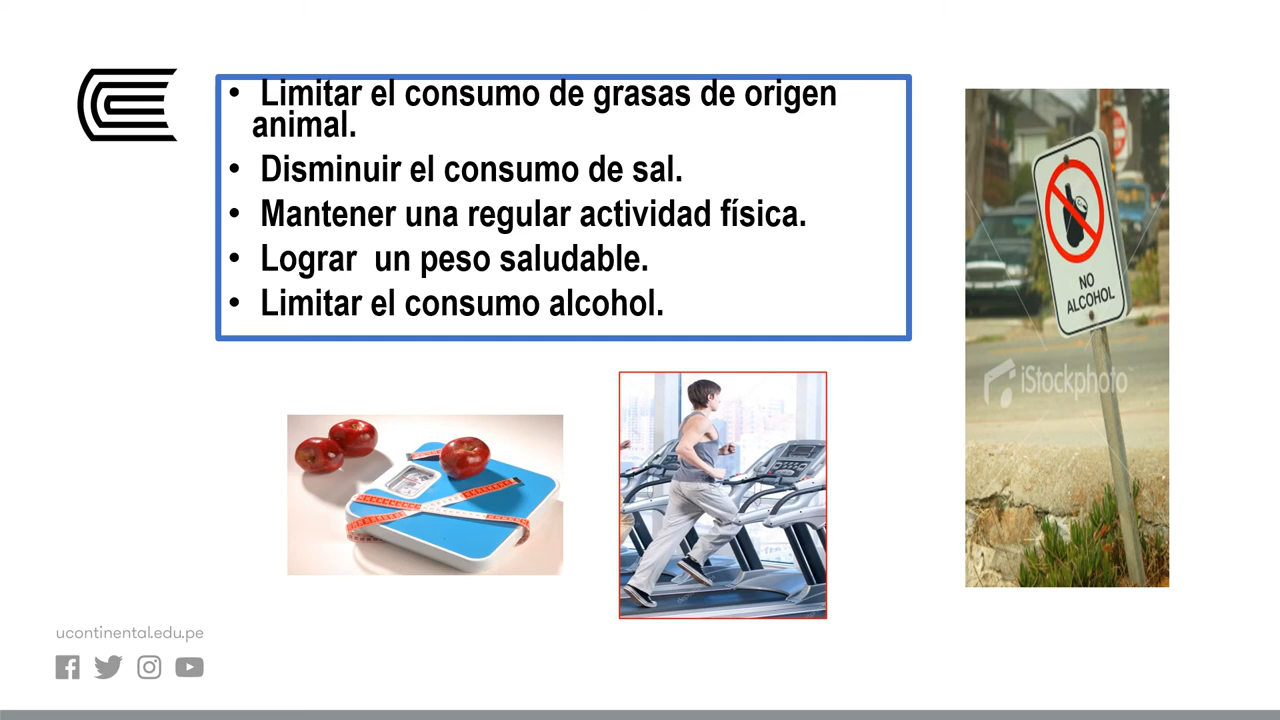 • Limitar el consumo de grasas de origen
animal.
• Disminuir el consumo de sal.
• Mantener una regular actividad física.
• Lograr  un peso saludable.
• Limitar el consumo alcohol.
NO
ALCOHOL
iStockphoto
ucontinental.edu.pe